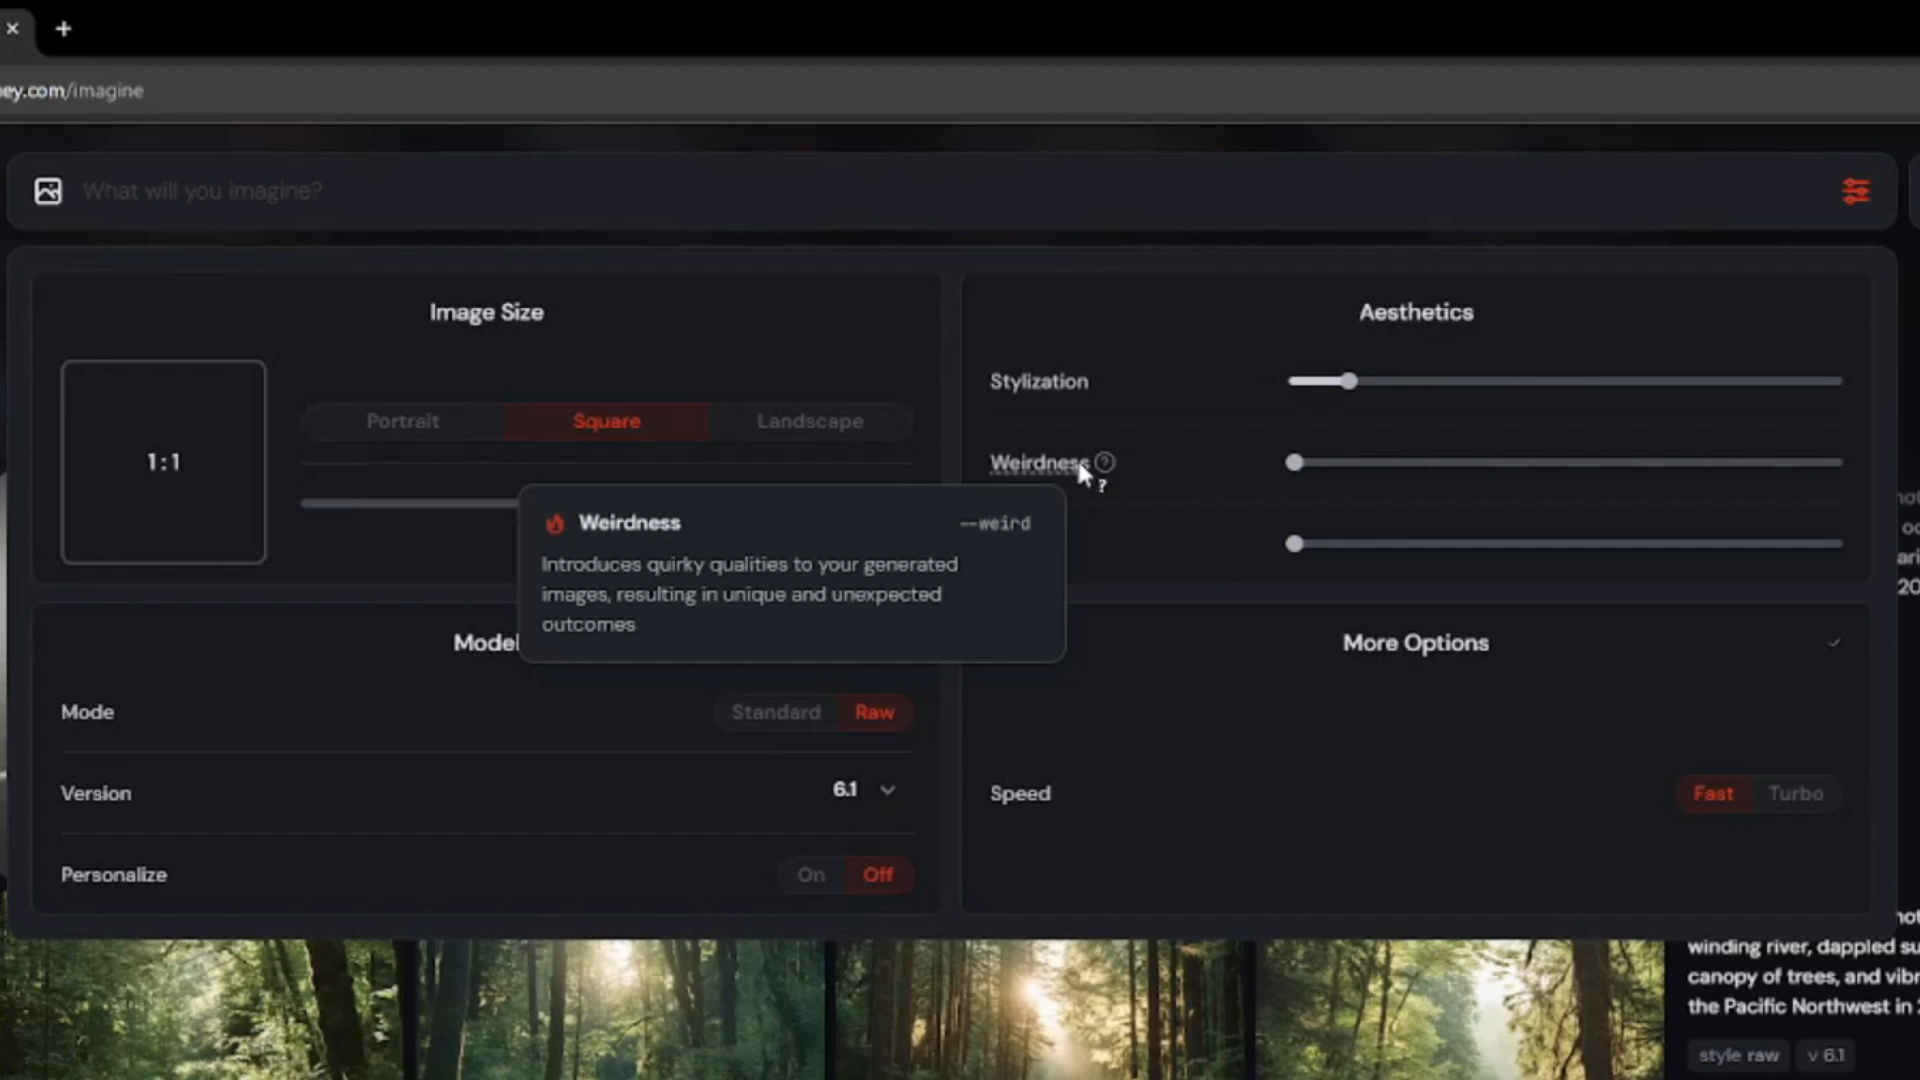 ey.com/imagine
What will you imagine?
Image Size
1:1
Portrait
Square
Landscape
Aesthetics
Stylization
Weirdness ?
?
Weirdness
--weird
Introduces quirky qualities to your generated
images, resulting in unique and unexpected
outcomes
Model
Mode
Standard
Raw
Version
6.1
Personalize
On
Off
More Options
Speed
Fast
Turbo
20
winding river, dappled su
canopy of trees, and vibr
the Pacific Northwest in
style raw
v 6.1